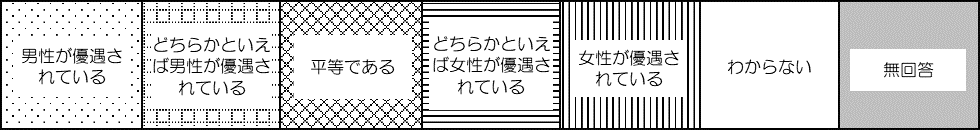 男性が優遇さ
れている
どちらかといえ
ば男性が優遇さ
れている
平等である
どちらかといえ
ば女性が優遇さ
れている
女性が優遇さ
れている
わからない
無回答